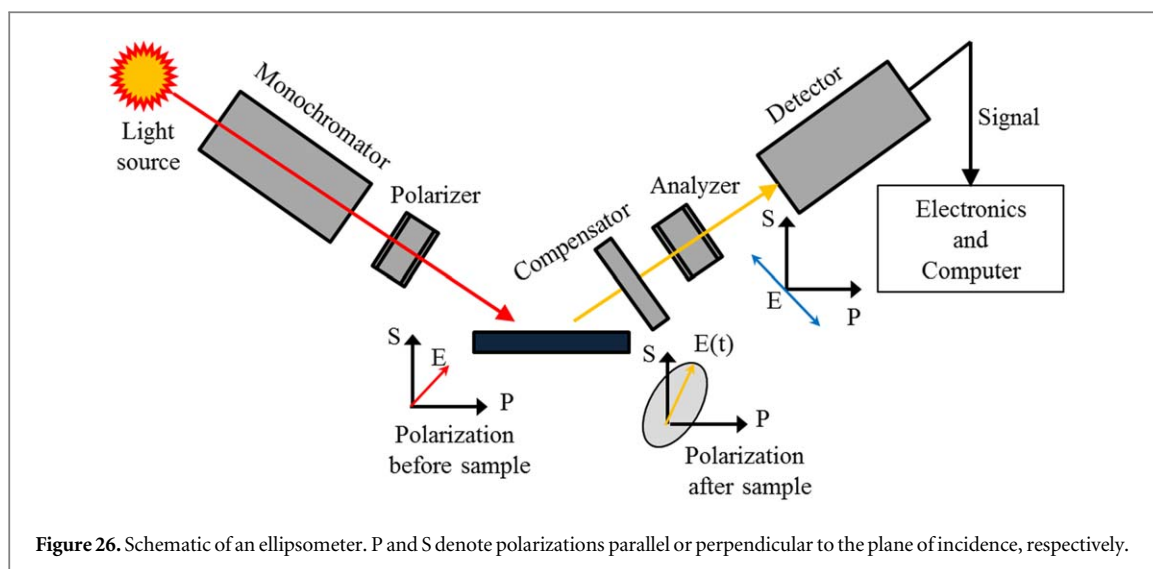 Light
source
Monochromator
Polarizer
S
E
P
Polarization
before sample
Compensator
Analyzer
Detector
S
E(t)
P
Polarization
after sample
S
E
P
Signal
Electronics
and
Computer
Figure 26. Schematic of an ellipsometer. P and S denote polarizations parallel or perpendicular to the plane of incidence, respectively.